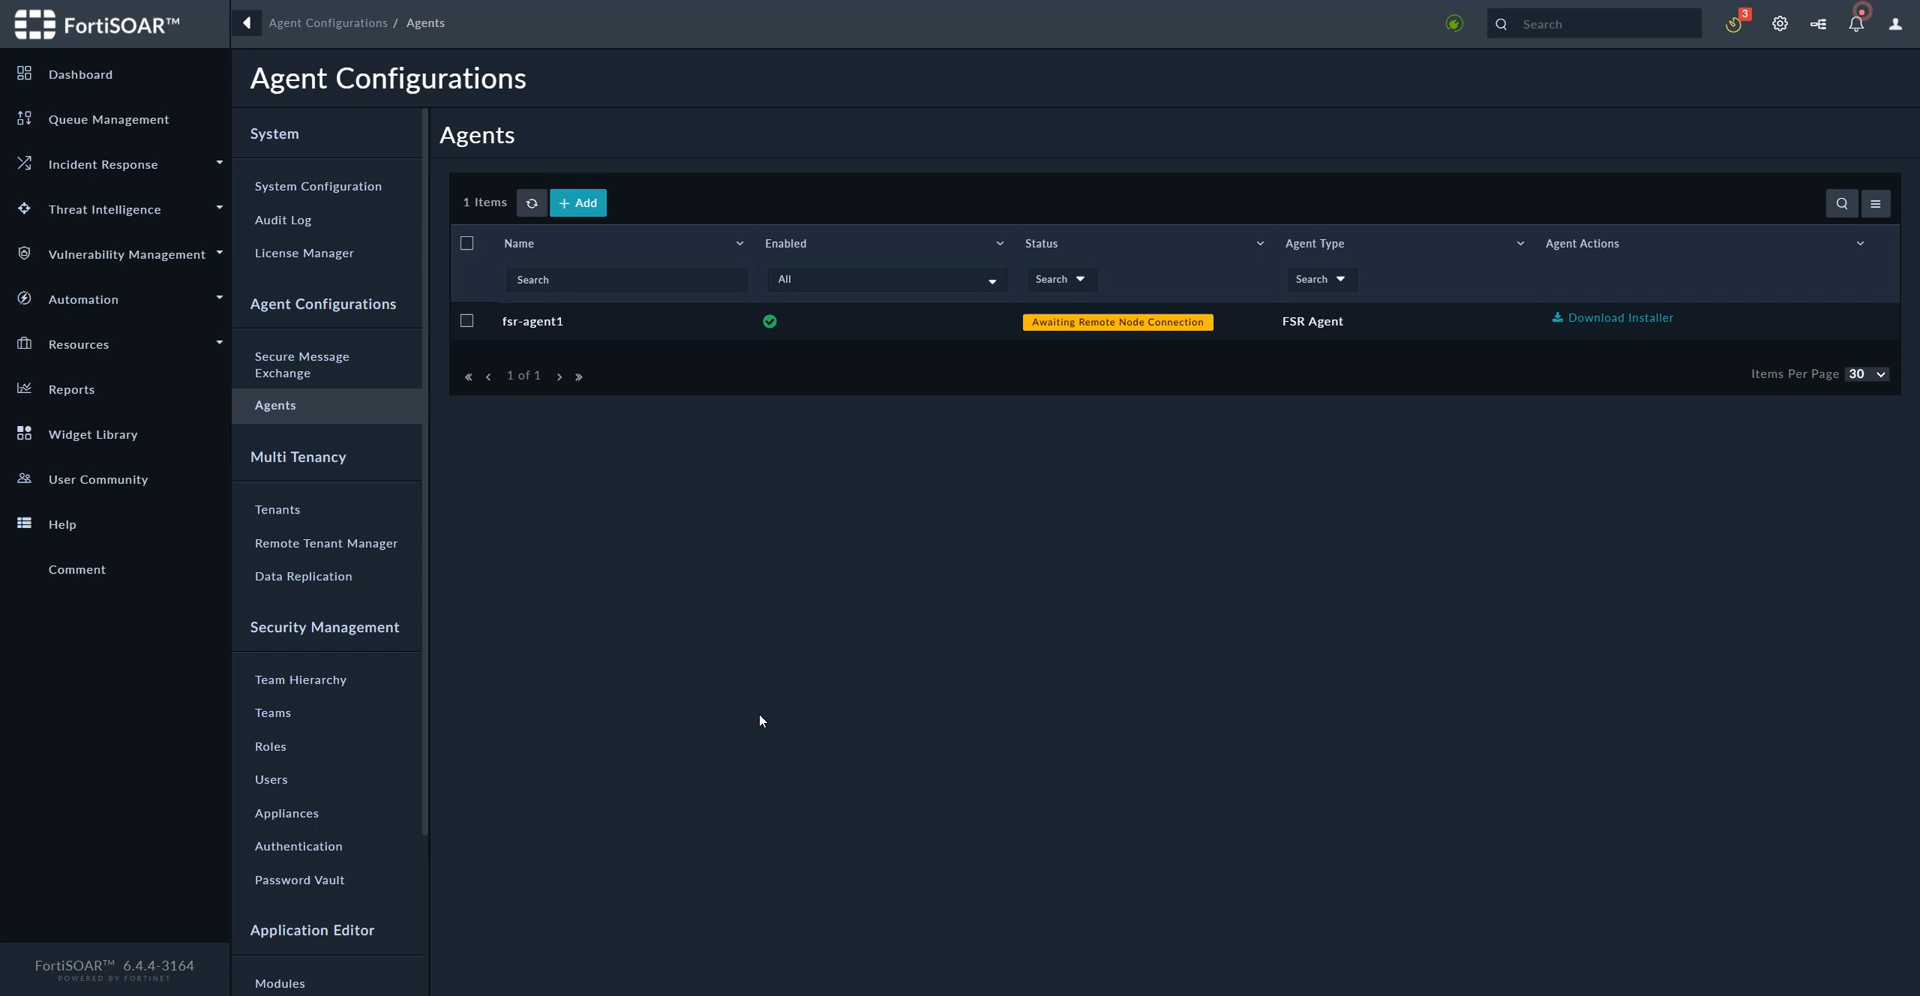 FortiSOAR™
Agent Configurations / Agents
Search
3
Dashboard
Queue Management
Incident Response
Threat Intelligence
Vulnerability Management
Automation
Resources
Reports
Widget Library
User Community
Help
Comment
FortiSOAR™ 6.4.4-3164
POWERED BY FORTINET
Agent Configurations
System
System Configuration
Audit Log
License Manager
Agent Configurations
Secure Message
Exchange
Agents
Multi Tenancy
Tenants
Remote Tenant Manager
Data Replication
Security Management
Team Hierarchy
Teams
Roles
Users
Appliances
Authentication
Password Vault
Application Editor
Modules
Agents
1 Items
+ Add
Name Enabled Status Agent Type Agent Actions
Search All Search Search
fsr-agent1 Awaiting Remote Node Connection FSR Agent Download Installer
« ‹ 1 of 1 › »
Items Per Page 30